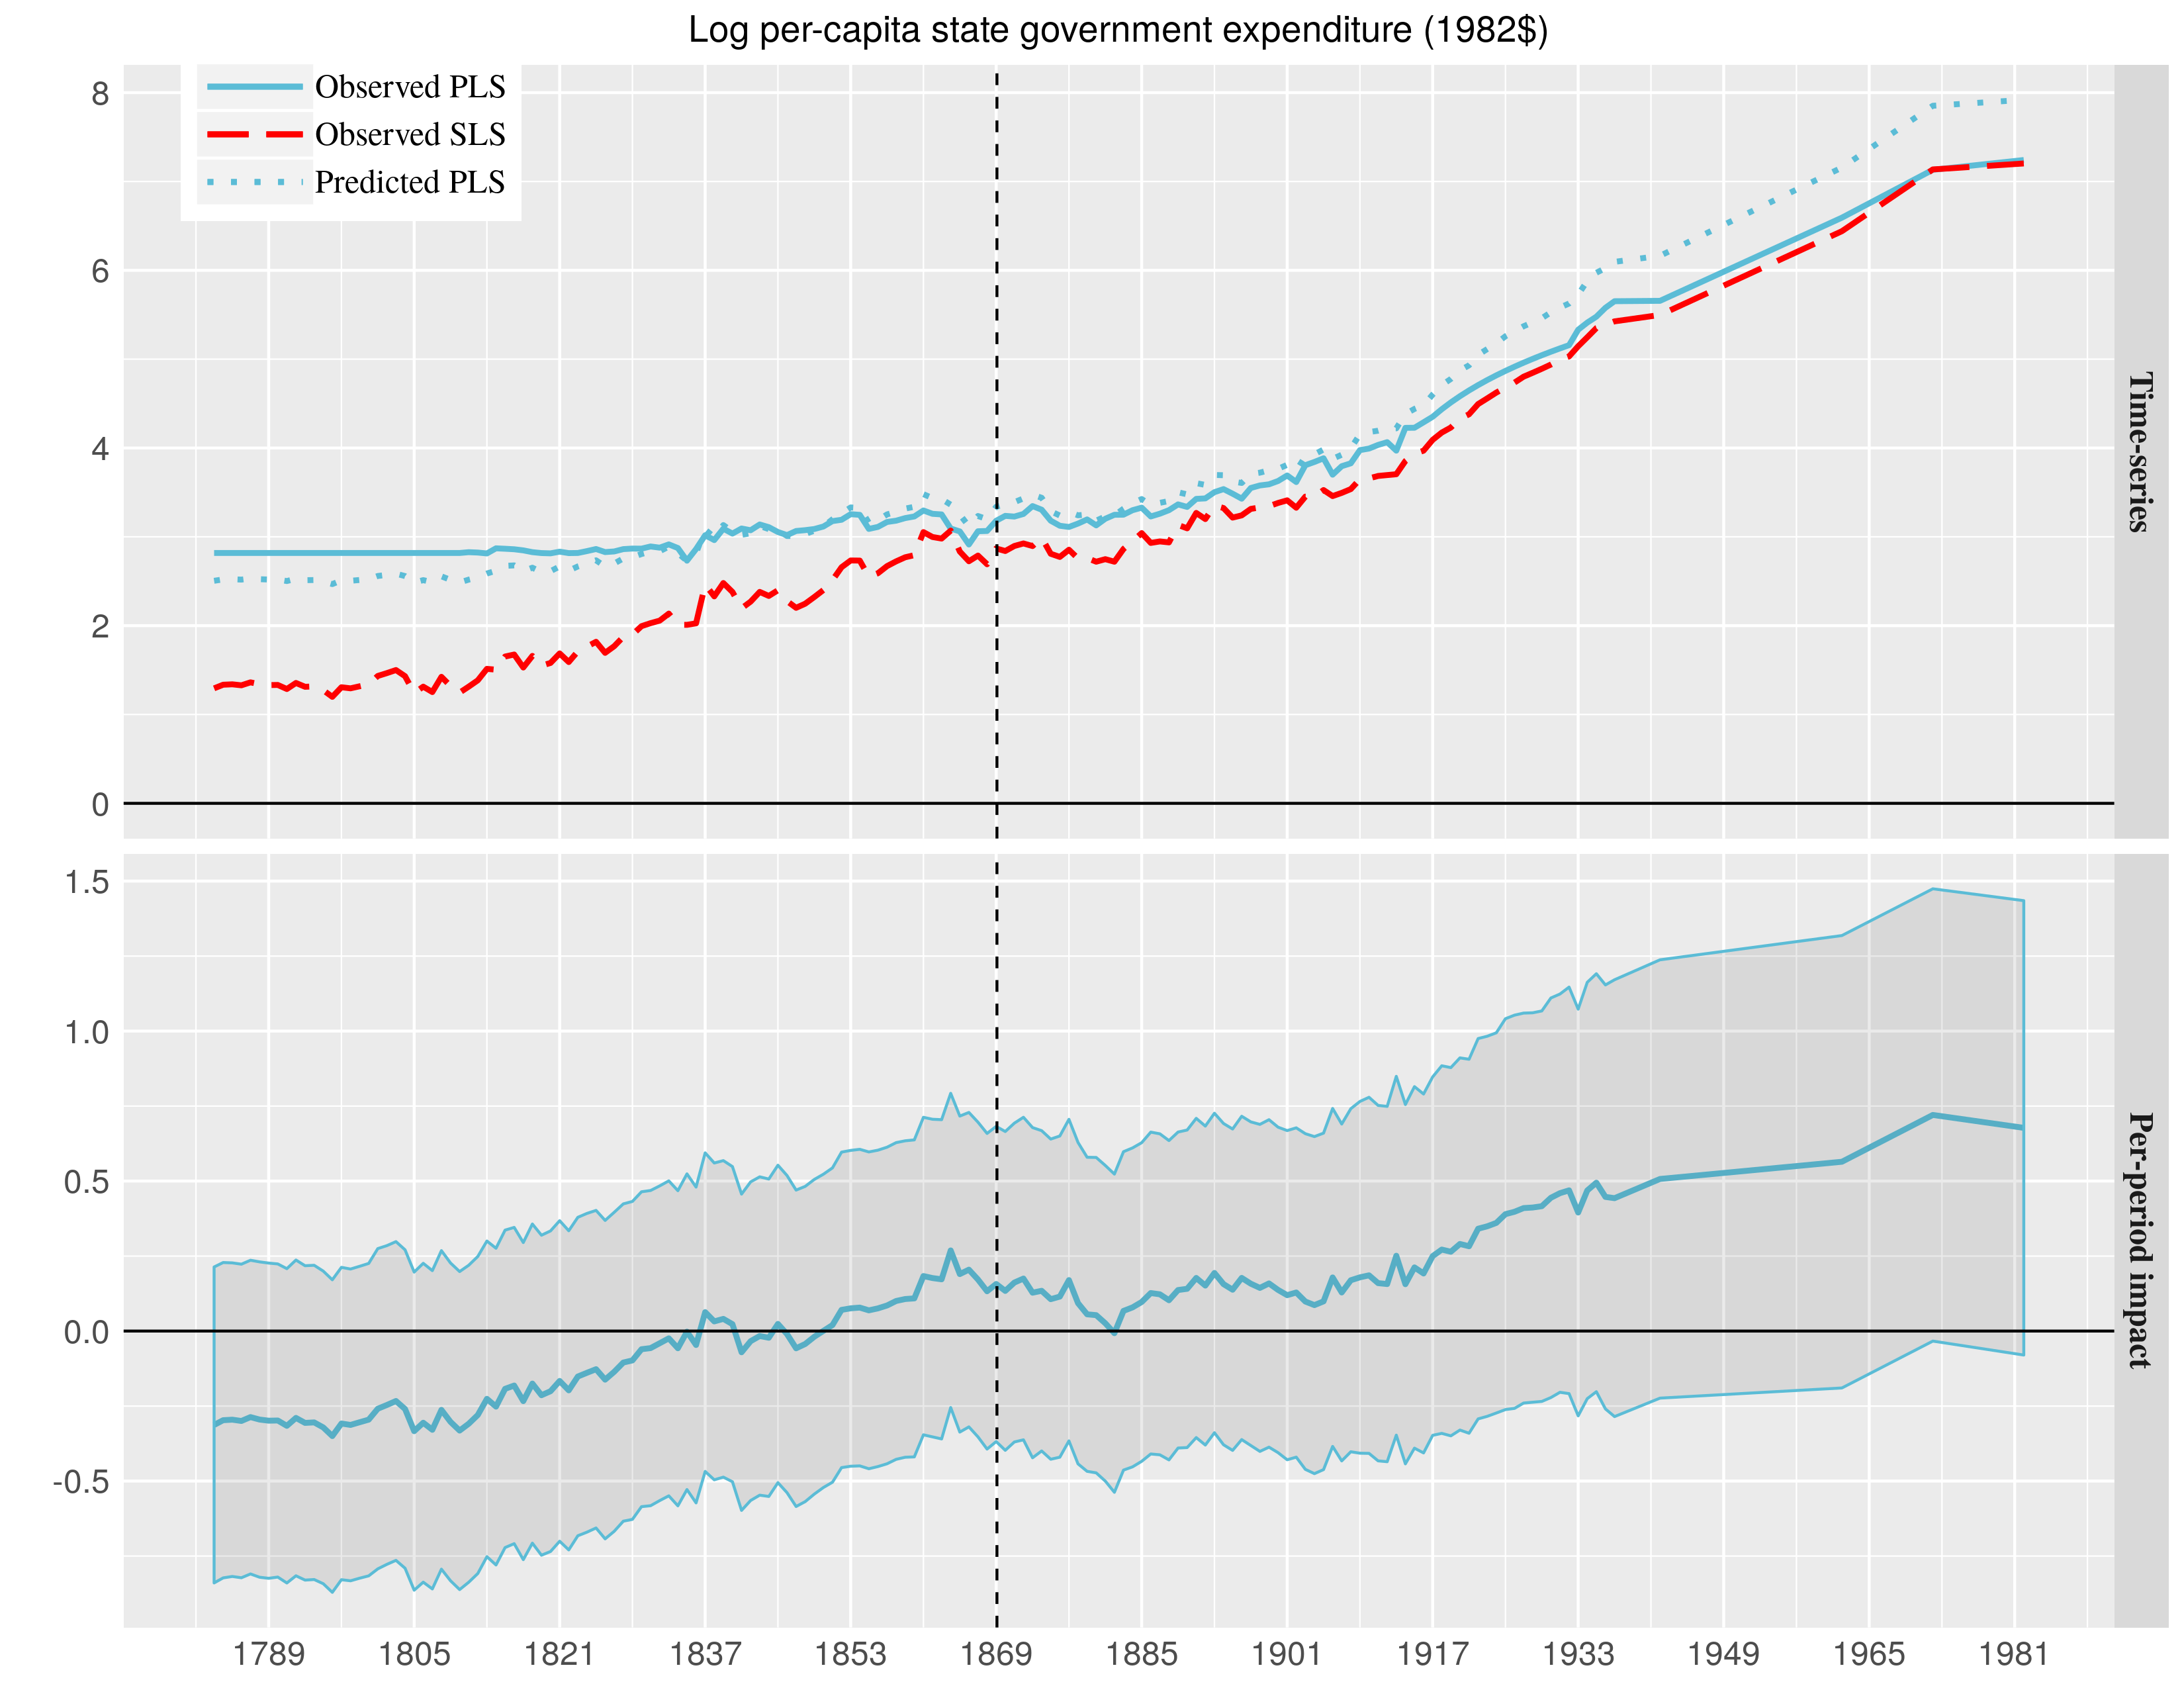 Log per-capita state government expenditure (1982$)
Observed PLS
Observed SLS
Predicted PLS
8
6
4
2
0
Time-series
1.5
1.0
0.5
0.0
-0.5
Per-period impact
1789 1805 1821 1837 1853 1869 1885 1901 1917 1933 1949 1965 1981